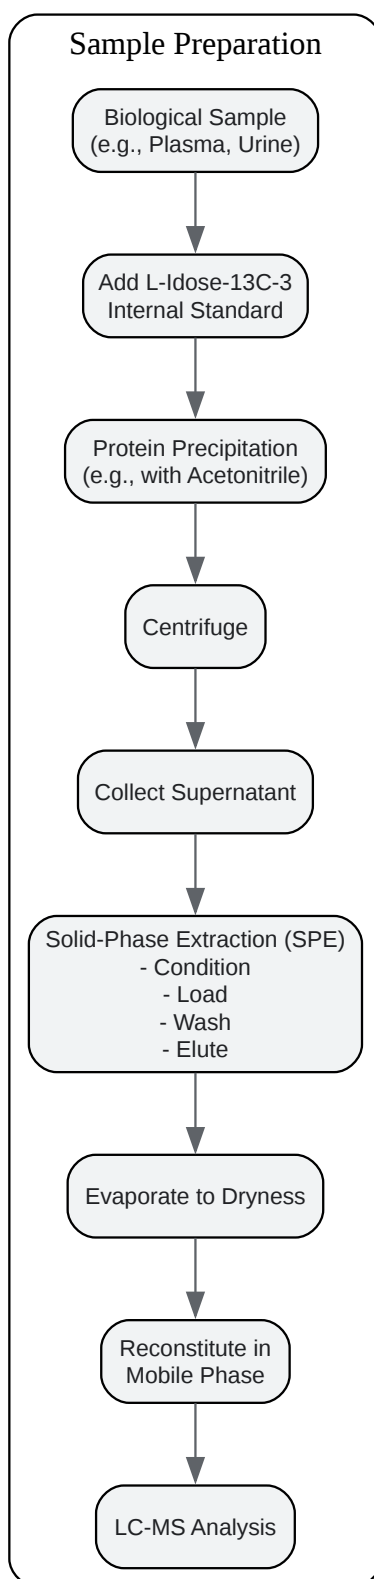 Sample Preparation
Biological Sample
(e.g., Plasma, Urine)
Add L-Idose-13C-3
Internal Standard
Protein Precipitation
(e.g., with Acetonitrile)
Centrifuge
Collect Supernatant
Solid-Phase Extraction (SPE)
- Condition
- Load
- Wash
- Elute
Evaporate to Dryness
Reconstitute in
Mobile Phase
LC-MS Analysis